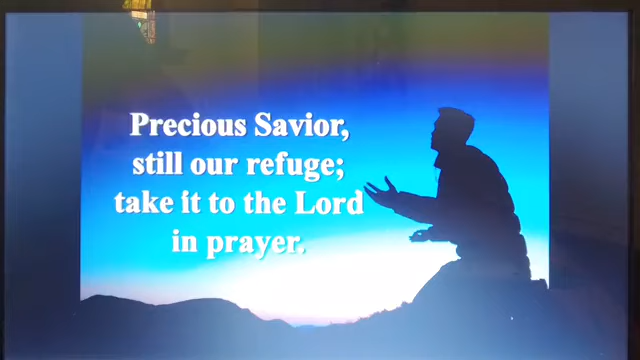 Precious Savior,
still our refuge;
take it to the Lord
in prayer.